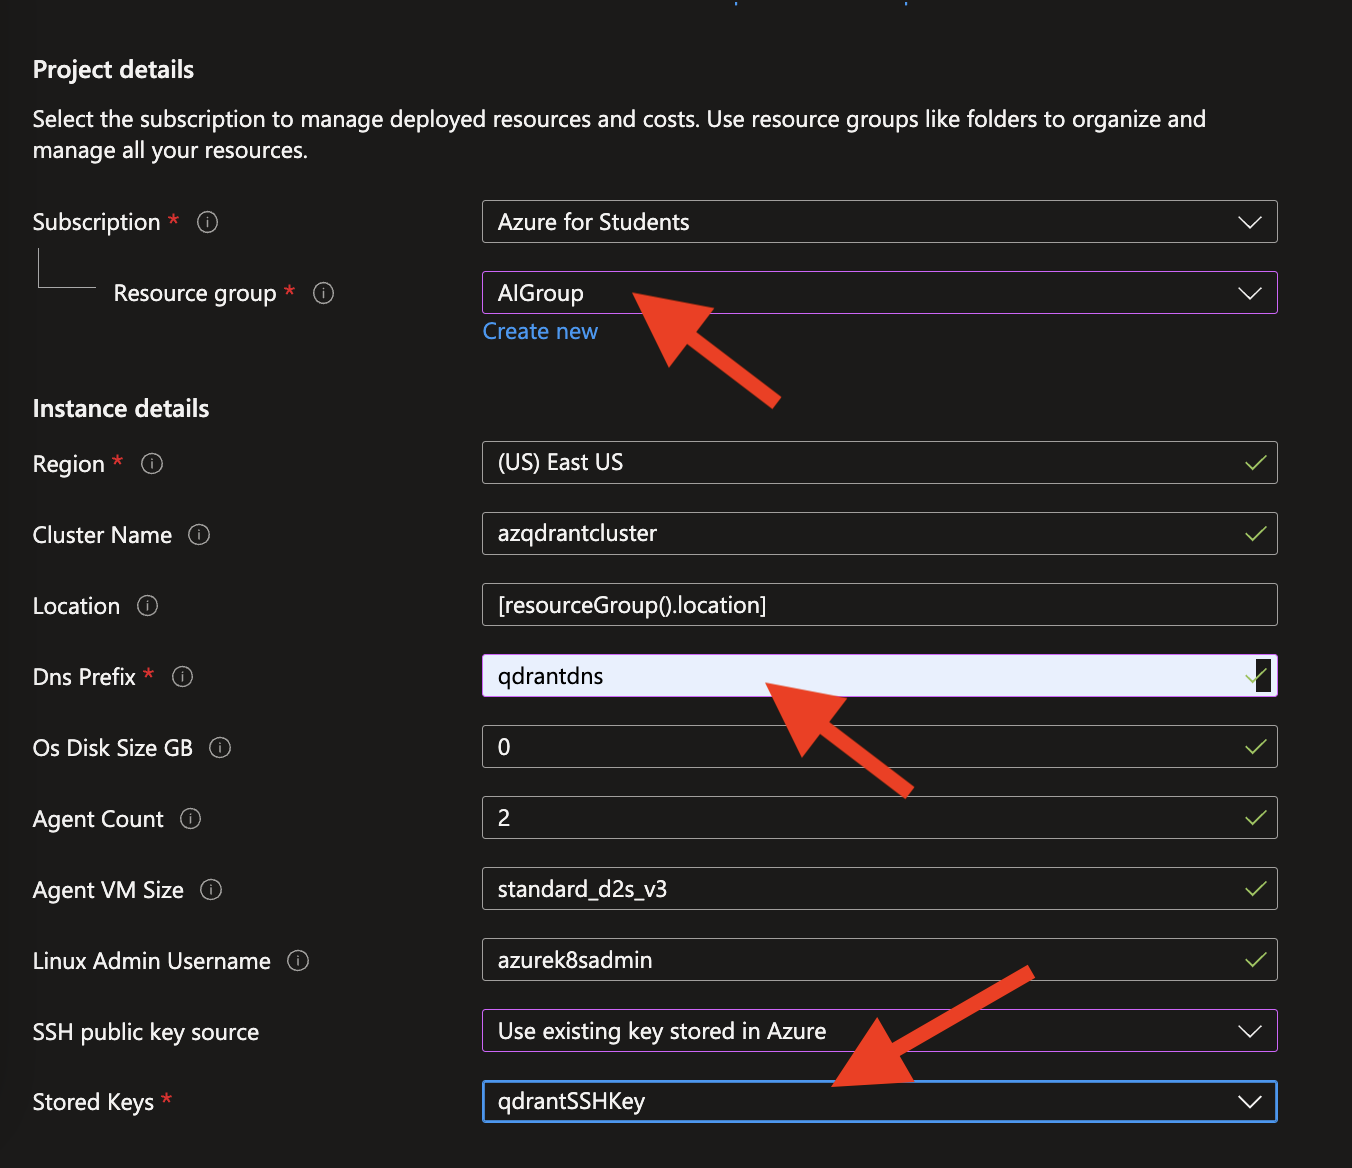 Project details
Select the subscription to manage deployed resources and costs. Use resource groups like folders to organize and
manage all your resources.
Subscription * Azure for Students
Resource group * AIGroup
Create new
Instance details
Region * (US) East US
Cluster Name azqdrantcluster
Location [resourceGroup().location]
Dns Prefix * qdrantdns
Os Disk Size GB 0
Agent Count 2
Agent VM Size standard_d2s_v3
Linux Admin Username azurek8sadmin
SSH public key source Use existing key stored in Azure
Stored Keys * qdrantSSHKey